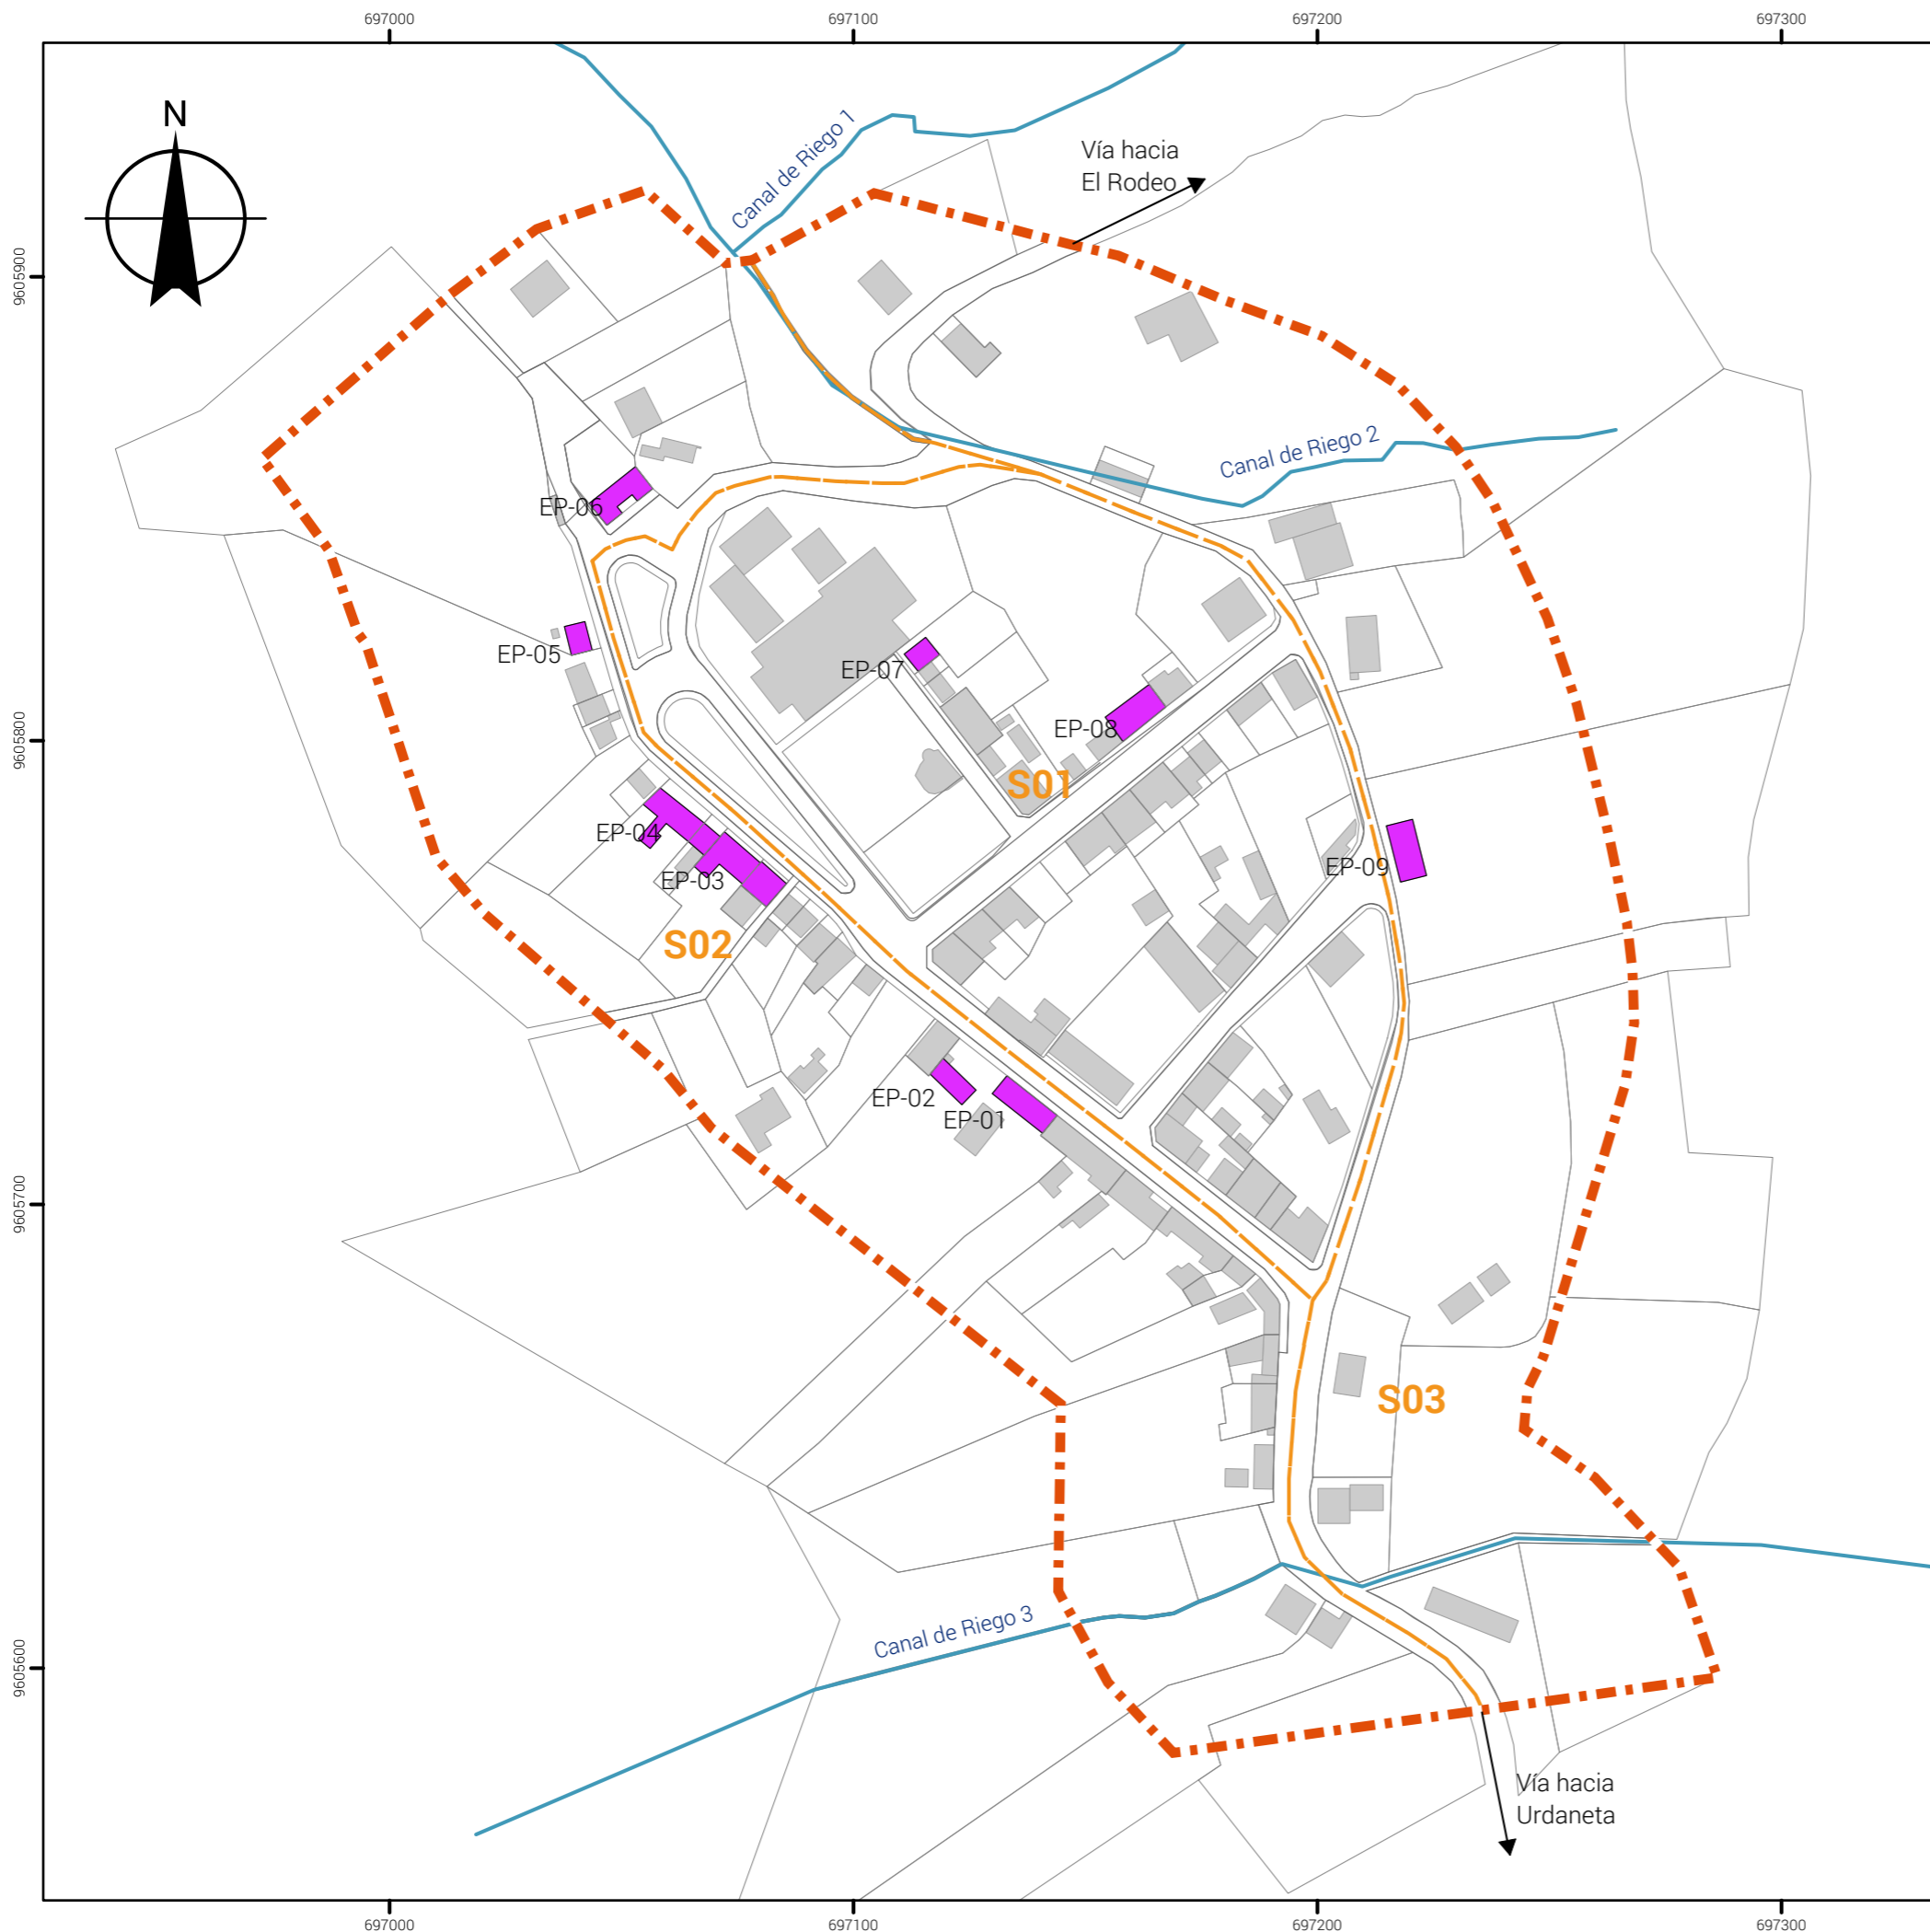 697000
697100
697200
697300
N
Canal de Riego 1
Vía hacia
El Rodeo
9605900
Canal de Riego 2
EP-06
EP-05
EP-07
EP-08
9605800
S01
EP-04
EP-09
EP-03
S02
EP-02
EP-01
9605700
S03
Canal de Riego 3
9605600
Vía hacia
Urdaneta
697000
697100
697200
697300